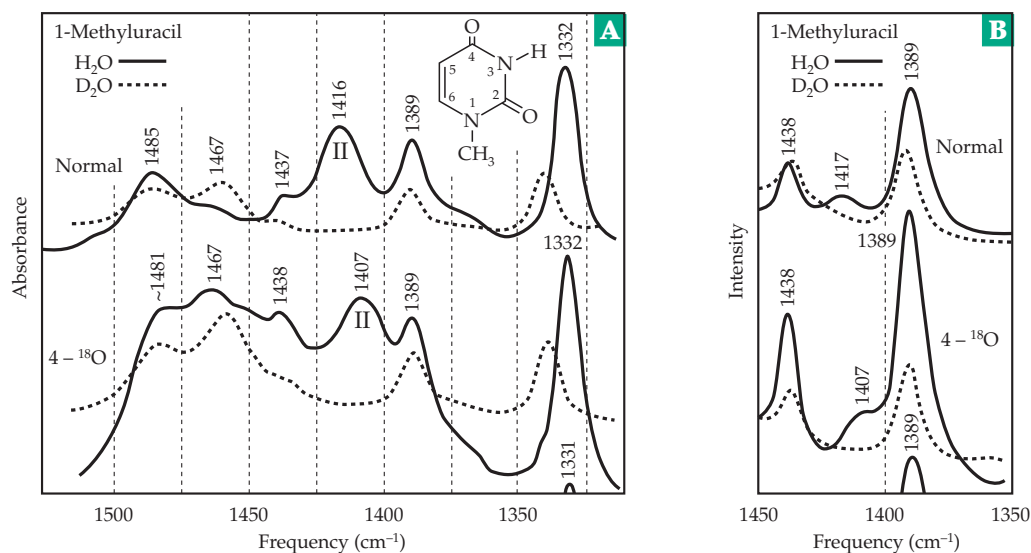 A
1-Methyluracil
H₂O
D₂O
Normal
1485
1467
1437
1416
II
1389
1332
O
4
5
6
N
3
H
2
O
N
1
CH₃
4 – ¹⁸O
~1481
1467
1438
1407
II
1389
1332
1331
Absorbance
1500
1450
1400
1350
Frequency (cm⁻¹)
B
1-Methyluracil
H₂O
D₂O
1389
1438
1417
Normal
1389
1438
1407
4 – ¹⁸O
1389
Intensity
1450
1400
1350
Frequency (cm⁻¹)